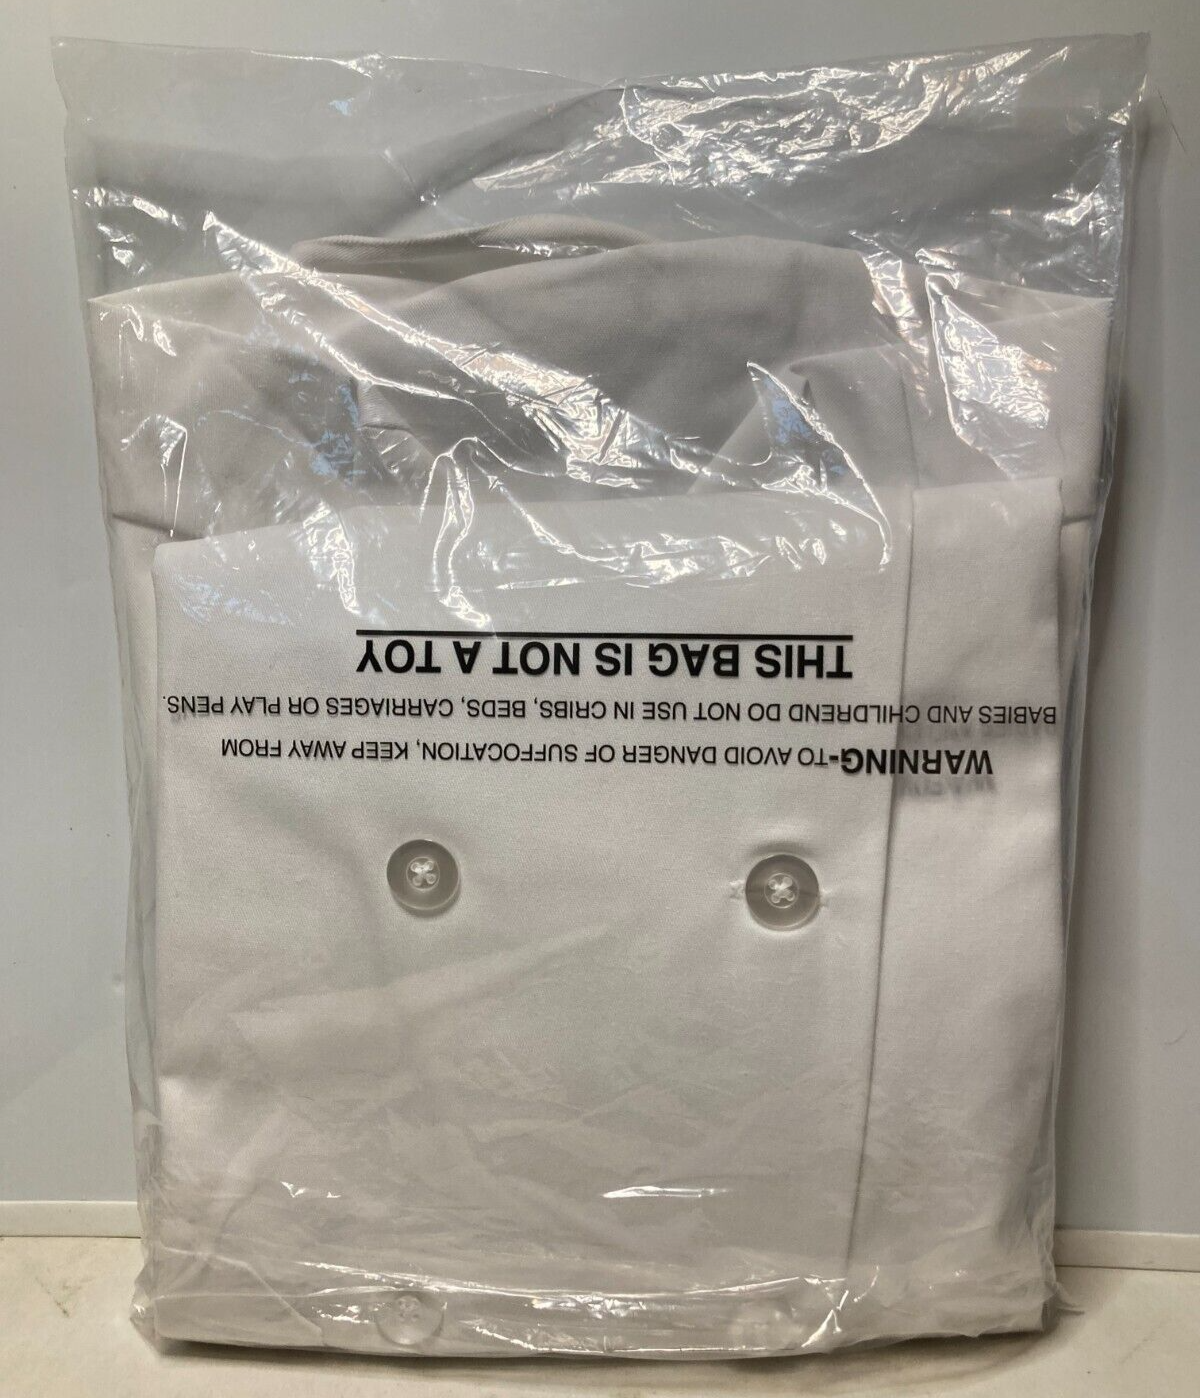 WARNING-TO AVOID DANGER OF SUFFOCATION, KEEP AWAY FROM
BABIES AND CHILDREND DO NOT USE IN CRIBS, BEDS, CARRIAGES OR PLAY PENS.
THIS BAG IS NOT A TOY